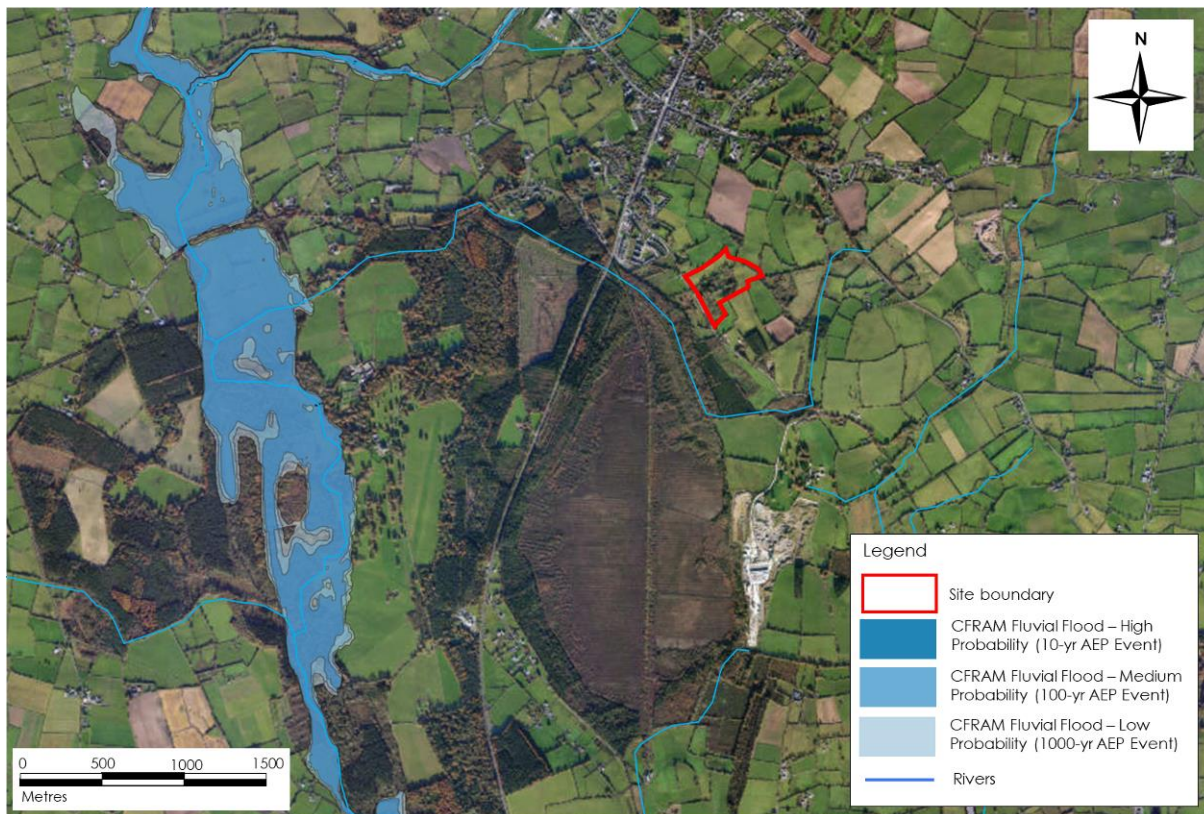 N
Legend
Site boundary
CFRAM Fluvial Flood – High
Probability (10-yr AEP Event)
CFRAM Fluvial Flood – Medium
Probability (100-yr AEP Event)
CFRAM Fluvial Flood – Low
Probability (1000-yr AEP Event)
Rivers
0 500 1000 1500
Metres